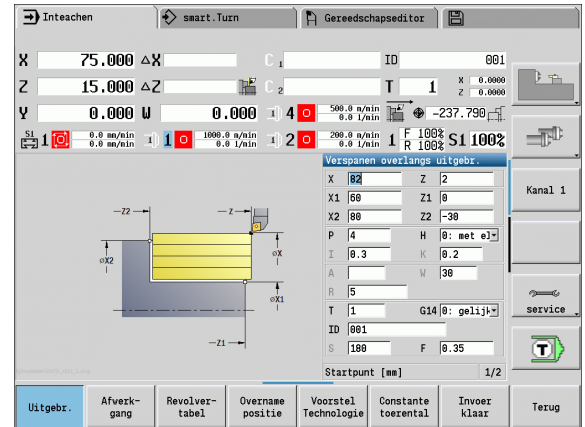 Inteachen smart.Turn Gereedschapseditor
X 75.000 △X C 1 ID 001
Z 15.000 △Z C 2 T 1 X 0.0000
Z 0.0000
Y 0.000 W 0.000 1) 4 500.0 m/min
0.0 1/min -237.790
S1 1 0.0 mm/min
0.0 mm/min 1) 1 1000.0 m/min
0.0 1/min 1) 2 200.0 m/min
0.0 1/min 1 F 100%
R 100% S1 100%
Verspanen overlangs uitgebr.
X 82 Z 2
X1 60 Z1 0
X2 80 Z2 -30
P 4 H 0: met el
I 0.3 K 0.2
A W 30
R 5
T 1 G14 0: gelijk
ID 001
S 180 F 0.35
Startpunt [mm] 1/2
Z2 Z
øX2 øX
øX1
Z1
Kanal 1
service
T
Uitgebr. Afwerk-
gang Revolver-
tabel Overname
positie Voorstel
Technologie Constante
toerental Invoer
klaar Terug